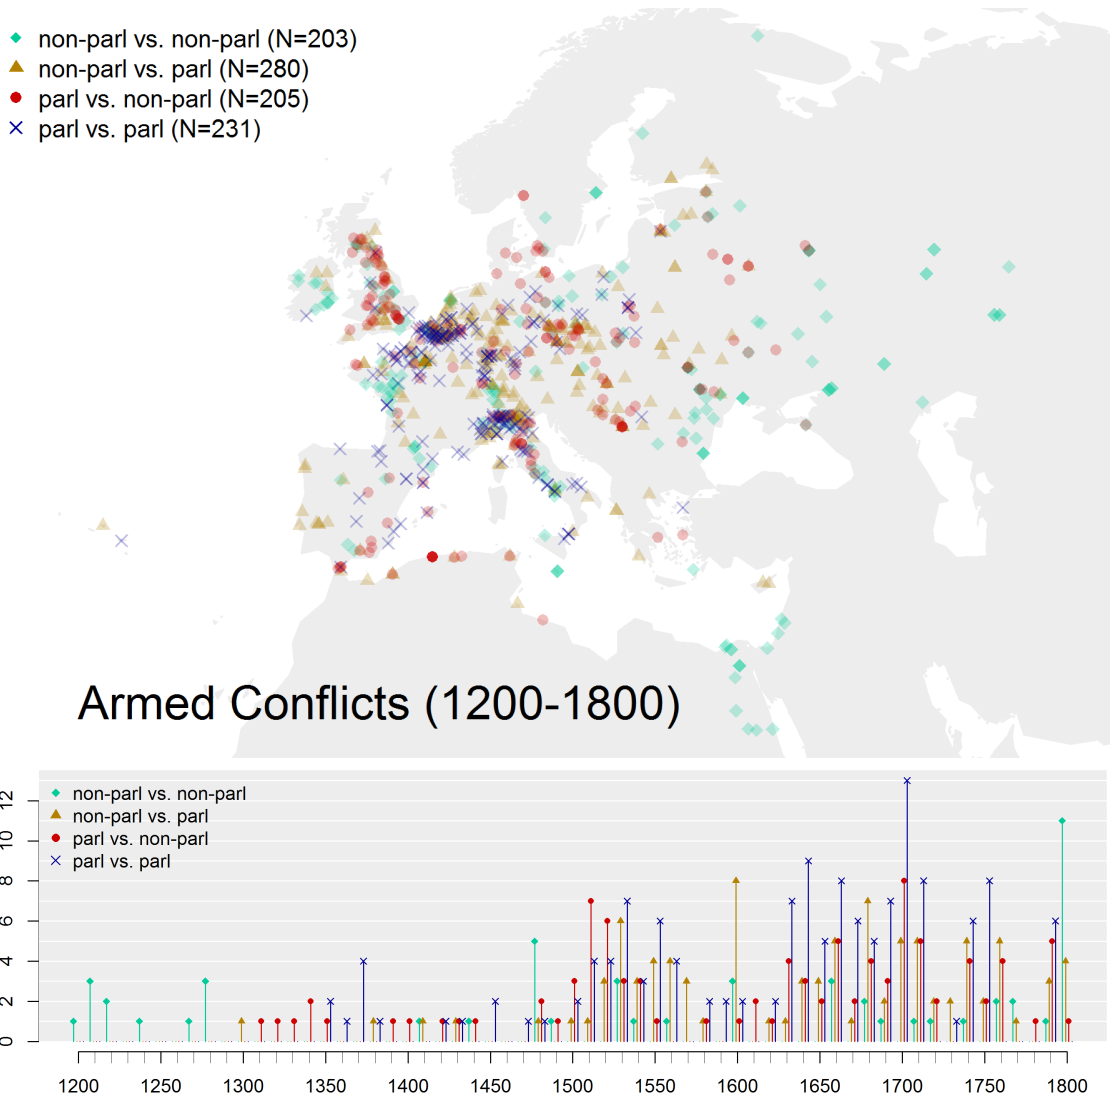 non-parl vs. non-parl (N=203)
non-parl vs. parl (N=280)
parl vs. non-parl (N=205)
parl vs. parl (N=231)
Armed Conflicts (1200-1800)
non-parl vs. non-parl
non-parl vs. parl
parl vs. non-parl
parl vs. parl
12
10
8
6
4
2
0
1200 1250 1300 1350 1400 1450 1500 1550 1600 1650 1700 1750 1800